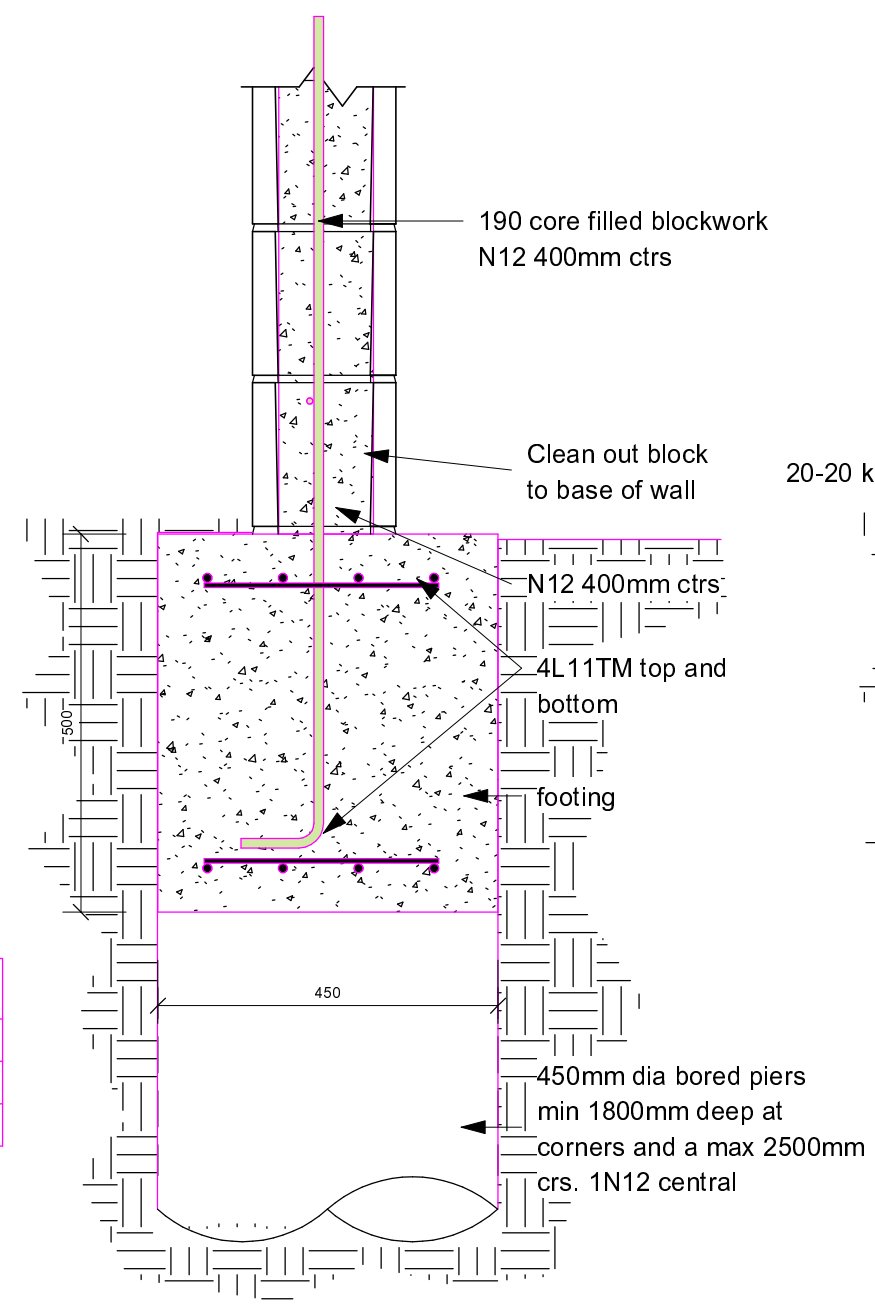 190 core filled blockwork
N12 400mm ctrs
Clean out block
to base of wall
20-20 k
N12 400mm ctrs
4L11TM top and
bottom
500
footing
450
450mm dia bored piers
min 1800mm deep at
corners and a max 2500mm
crs. 1N12 central